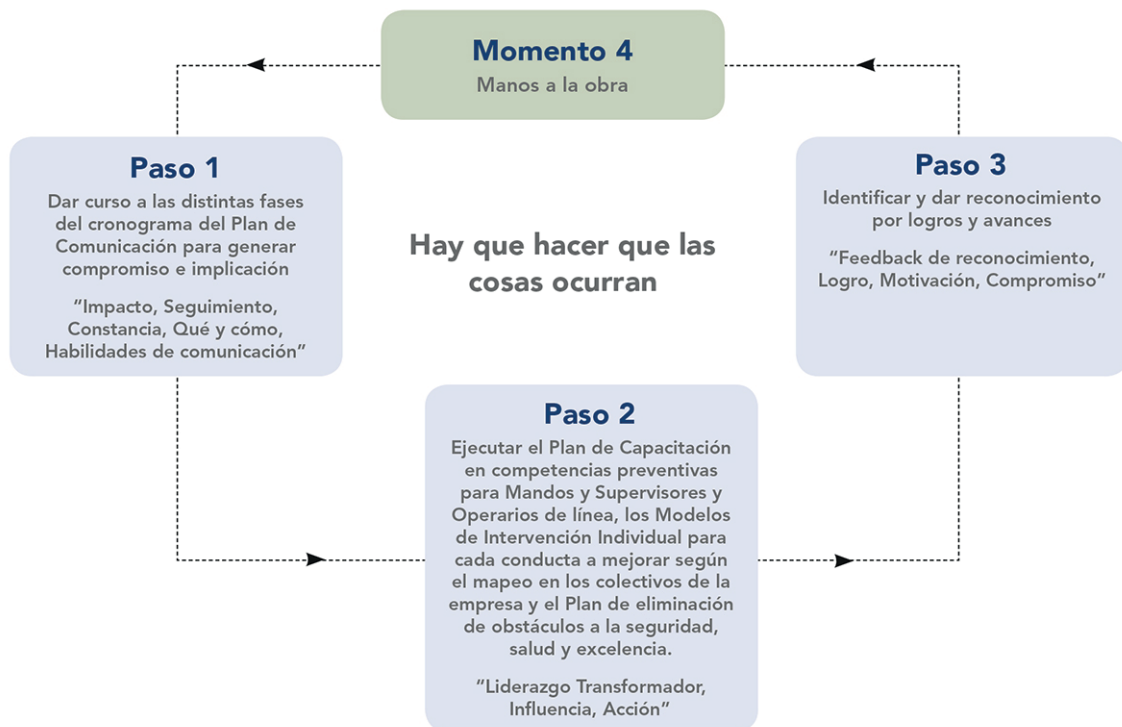 Momento 4
Manos a la obra
Paso 1
Dar curso a las distintas fases
del cronograma del Plan de
Comunicación para generar
compromiso e implicación
“Impacto, Seguimiento,
Constancia, Qué y cómo,
Habilidades de comunicación”
Hay que hacer que las
cosas ocurran
Paso 3
Identificar y dar reconocimiento
por logros y avances
“Feedback de reconocimiento,
Logro, Motivación, Compromiso”
Paso 2
Ejecutar el Plan de Capacitación
en competencias preventivas
para Mandos y Supervisores y
Operarios de línea, los Modelos
de Intervención Individual para
cada conducta a mejorar según
el mapeo en los colectivos de la
empresa y el Plan de eliminación
de obstáculos a la seguridad,
salud y excelencia.
“Liderazgo Transformador,
Influencia, Acción”